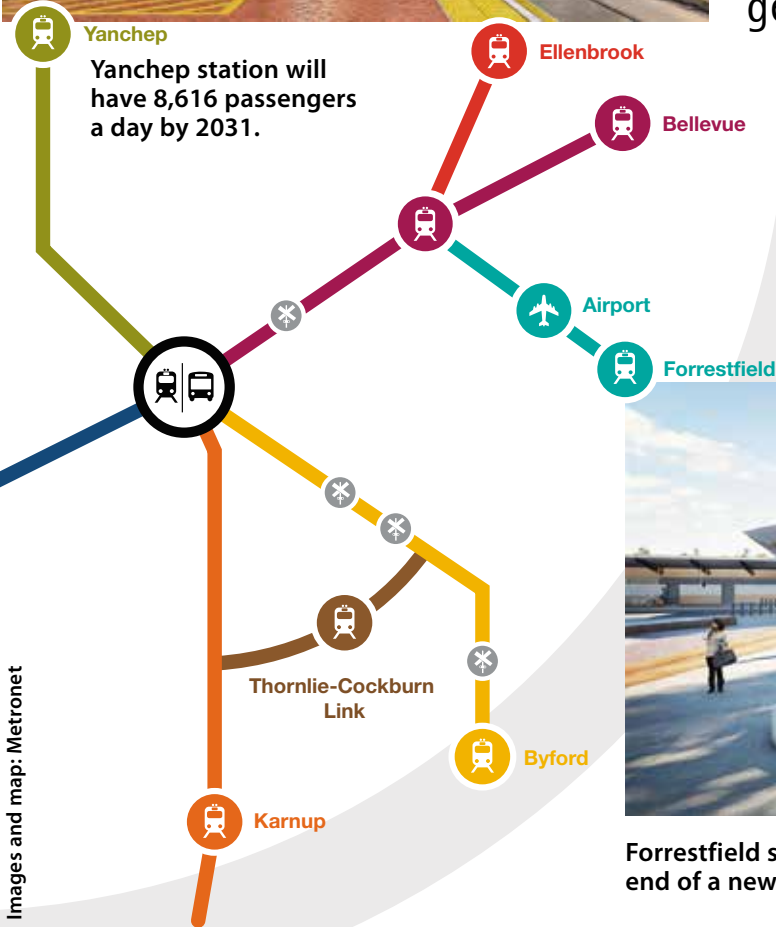 ge
Yanchep
Yanchep station will
have 8,616 passengers
a day by 2031.
Ellenbrook
Bellevue
Airport
Forrestfield
Thornlie-Cockburn
Link
Byford
Karnup
Images and map: Metronet
Forrestfield s
end of a new